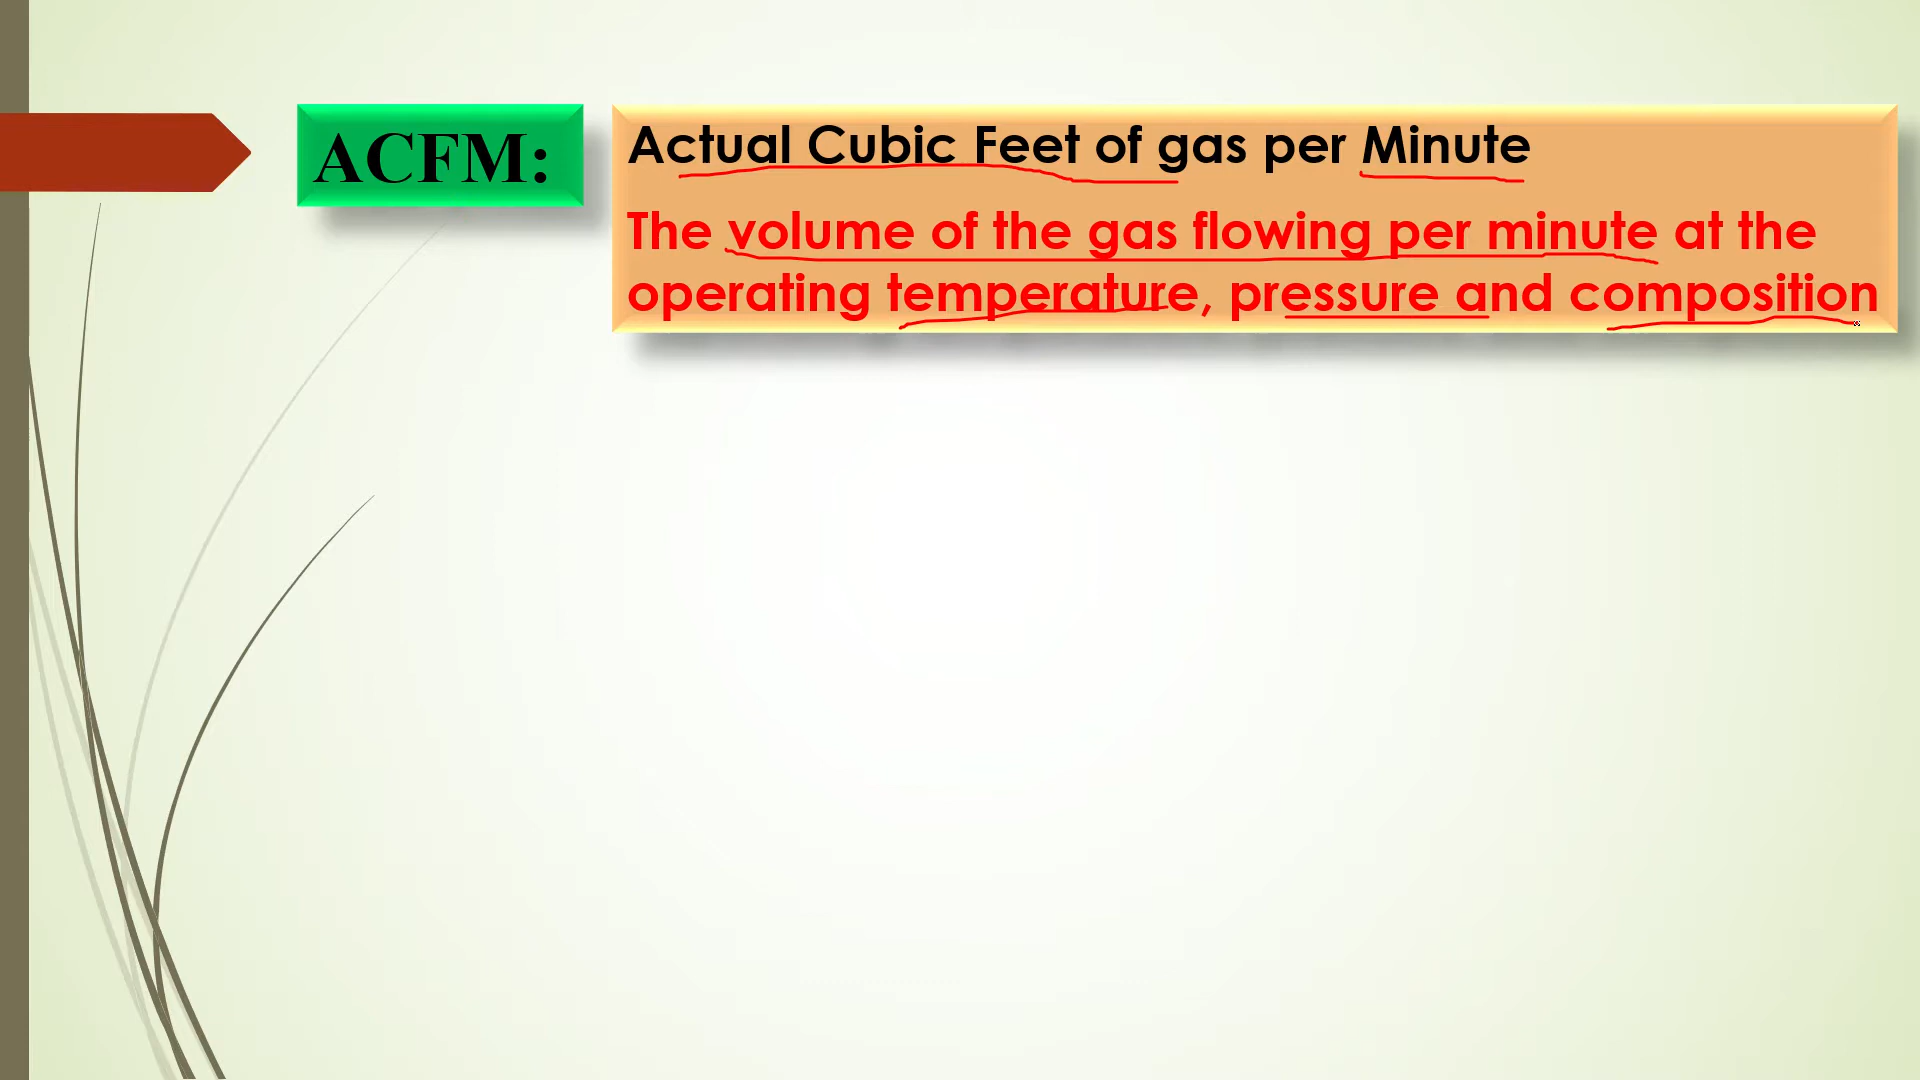 ACFM:
Actual Cubic Feet of gas per Minute
The volume of the gas flowing per minute at the
operating temperature, pressure and composition